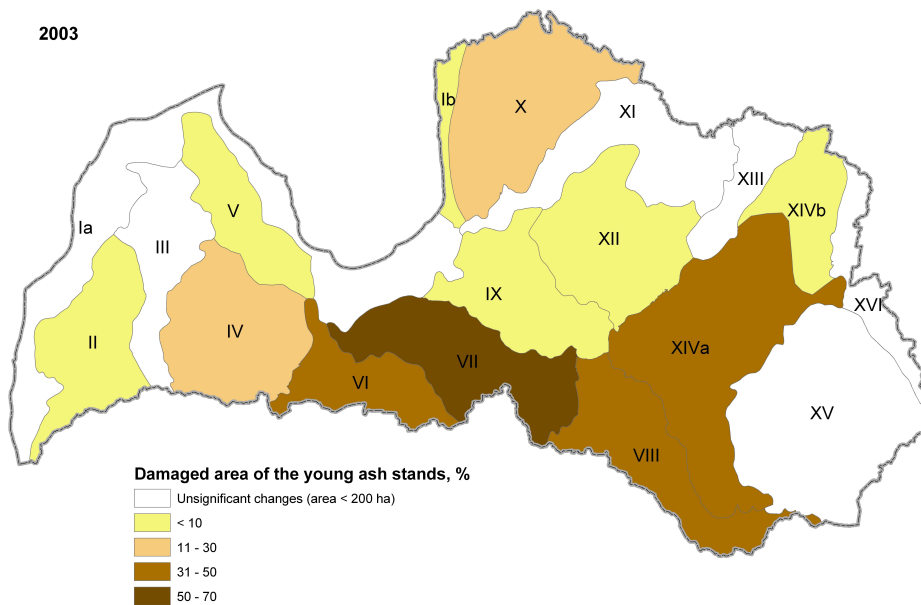 2003
Ib
X
XI
XIII
V
XIVb
Ia
III
XII
IX
XVI
II
IV
VII
XIVa
VI
XV
VIII
Damaged area of the young ash stands, %
Unsignificant changes (area < 200 ha)
< 10
11 - 30
31 - 50
50 - 70